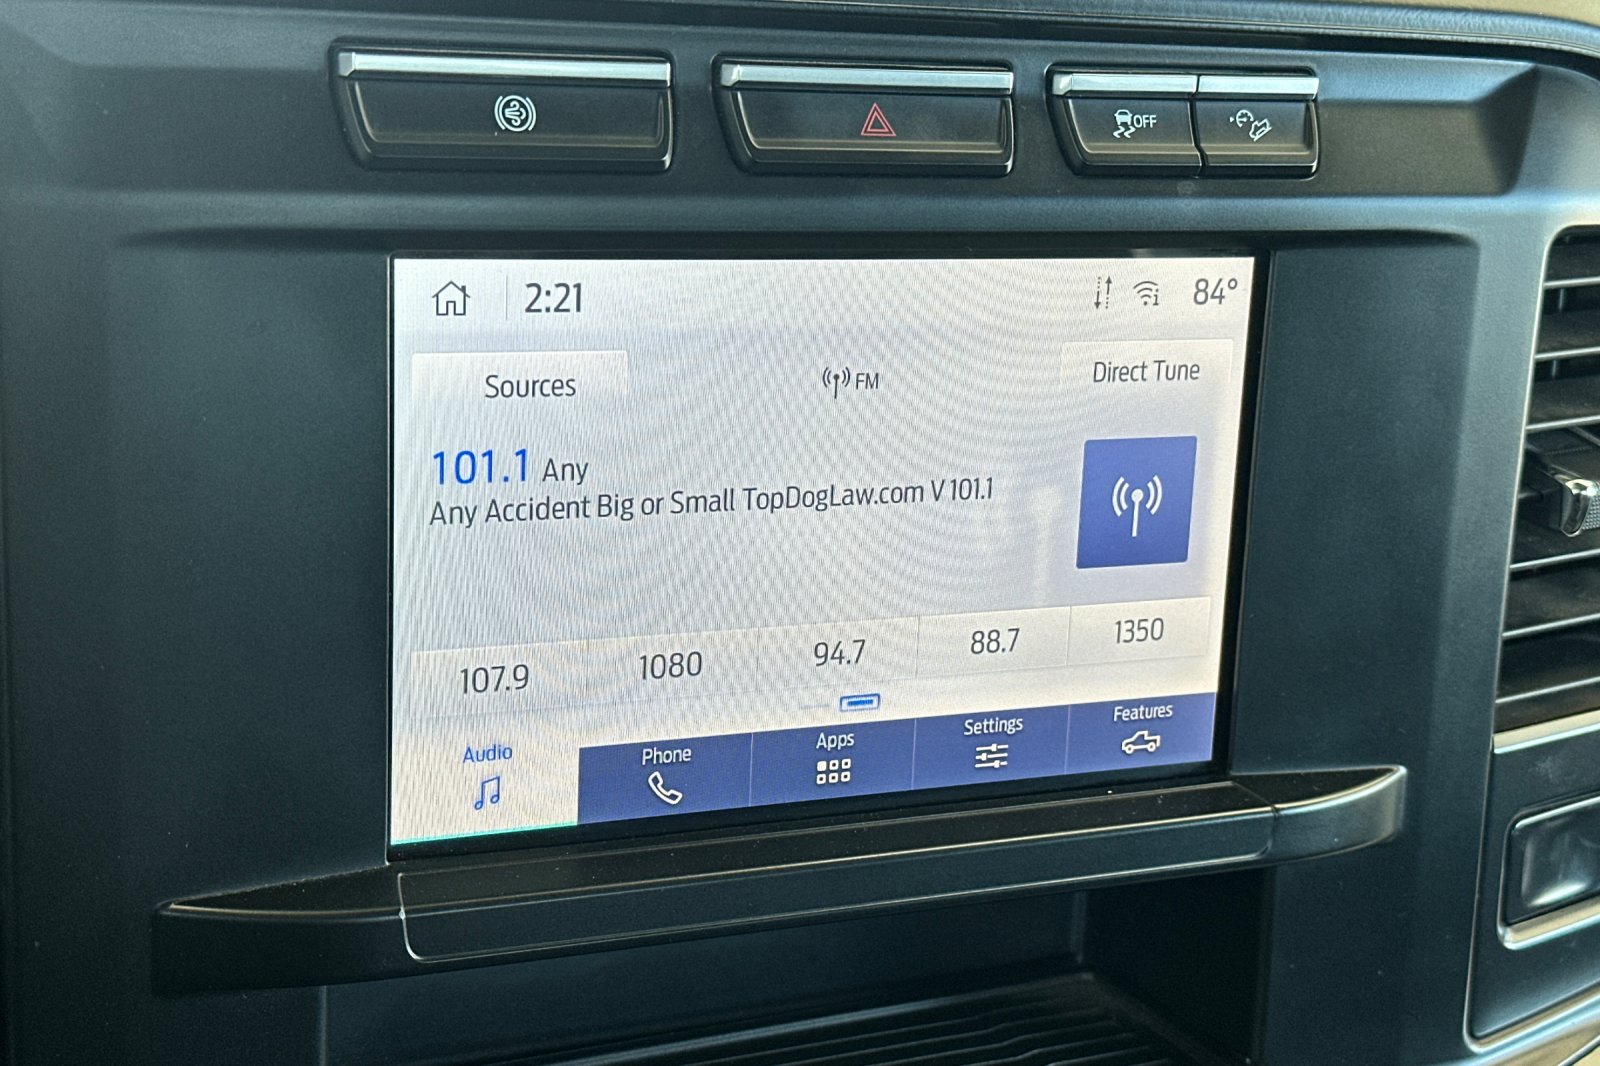 OFF
2:21
84°
Sources
FM
Direct Tune
101.1 Any
Any Accident Big or Small TopDogLaw.com V 101.1
107.9
1080
94.7
88.7
1350
Audio
Phone
Apps
Settings
Features